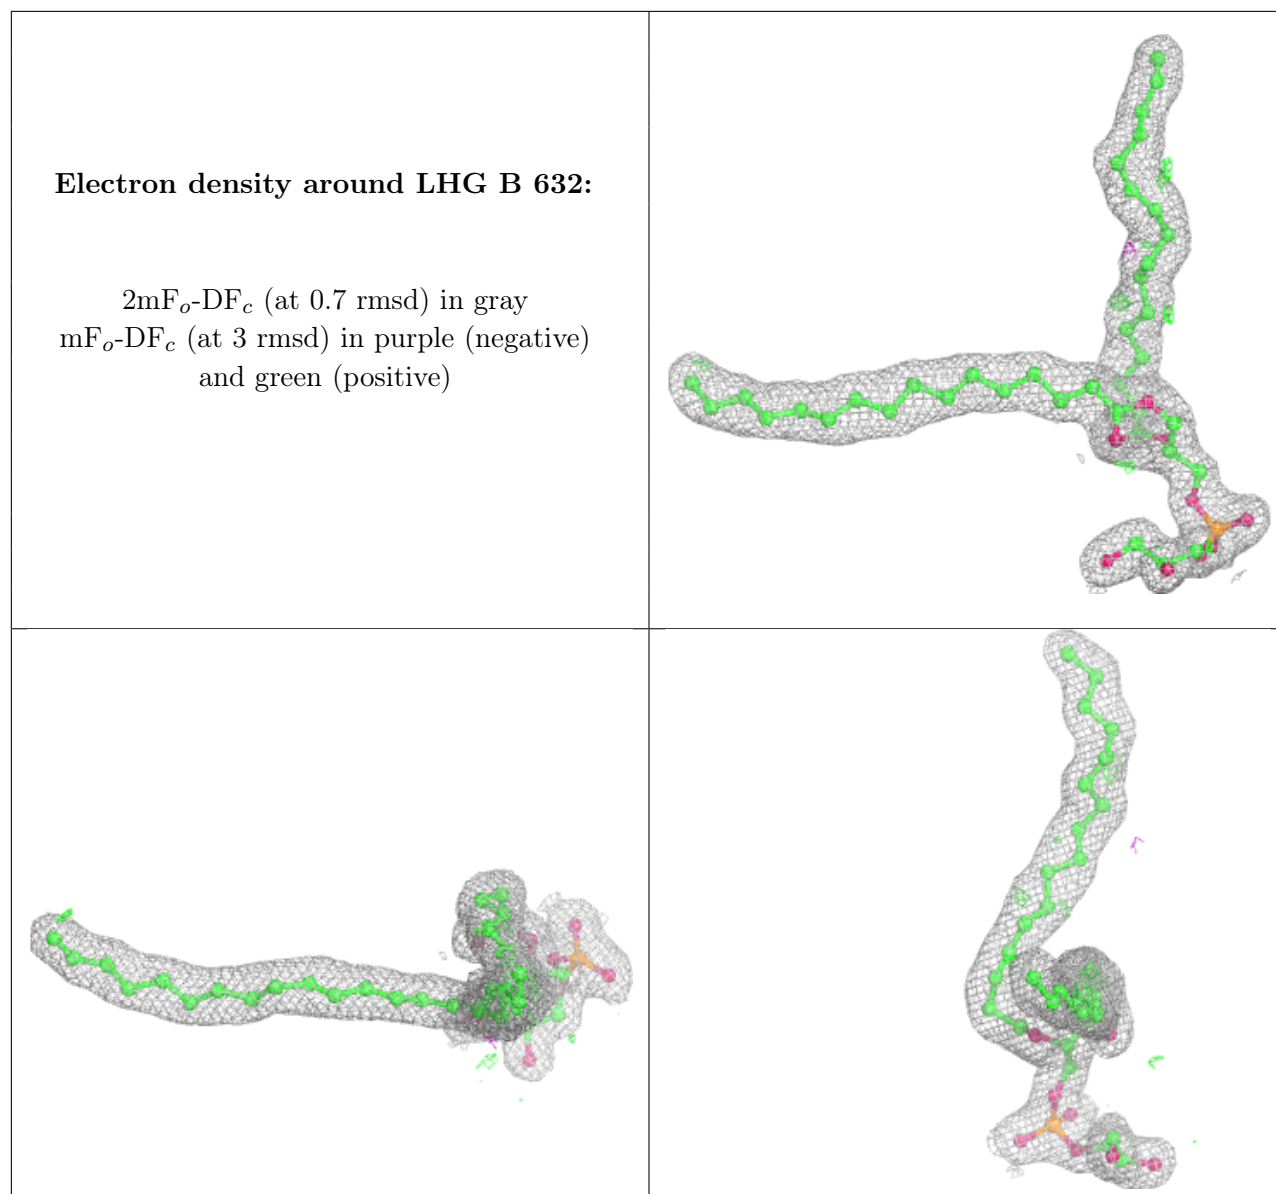 Electron density around LHG B 632:
2mFₒ-DF𝒸 (at 0.7 rmsd) in gray
mFₒ-DF𝒸 (at 3 rmsd) in purple (negative)
and green (positive)